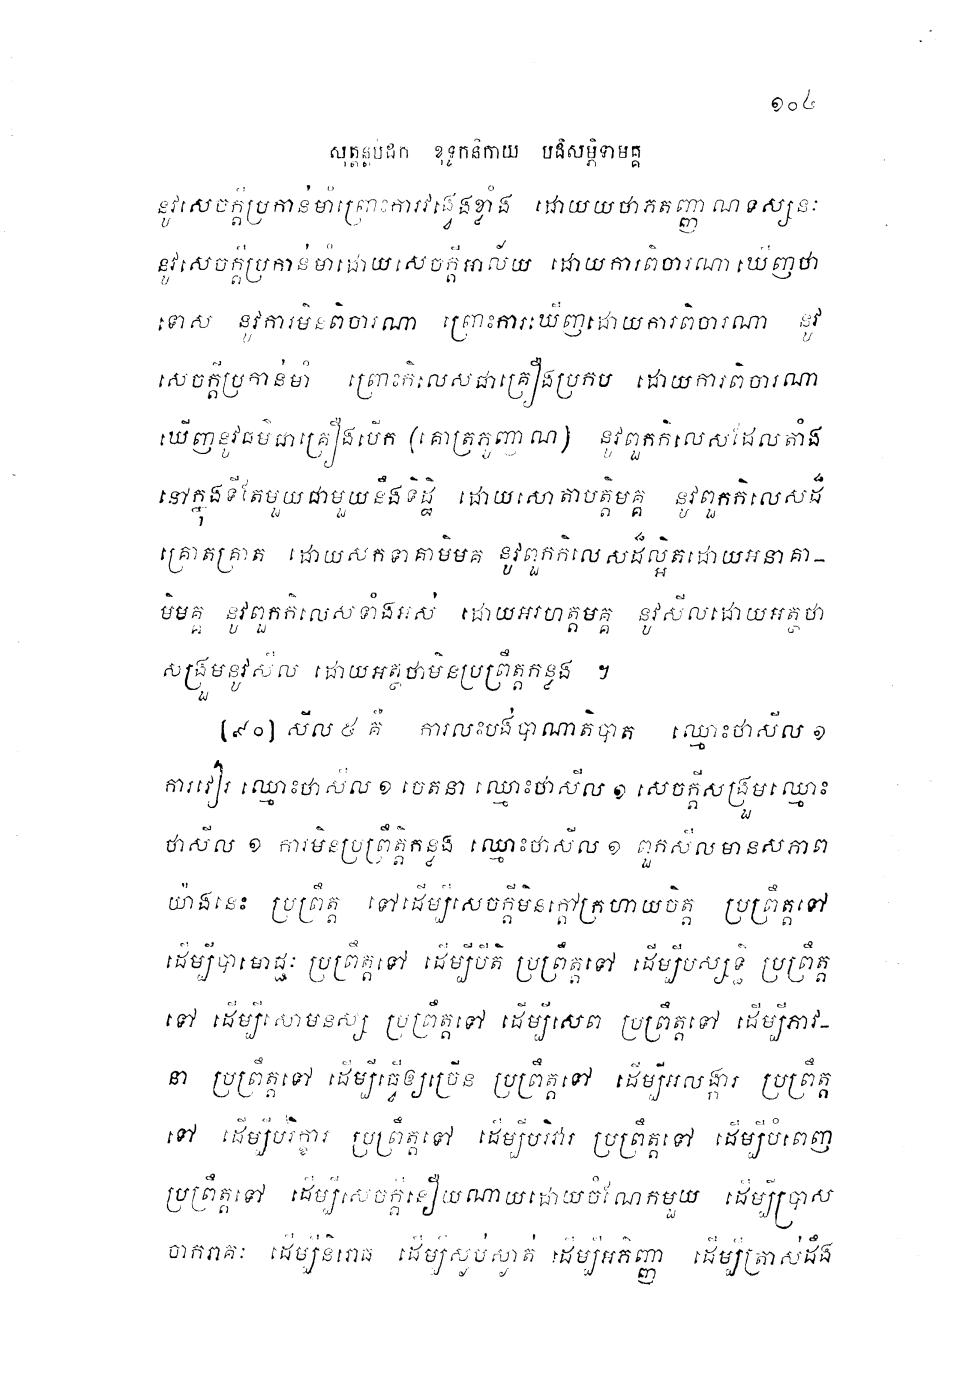 ១០៤
សុត្តន្តបិដក ខុទ្ទកនិកាយ បដិសម្ភិទាមគ្គ
នូវសេចក្តីប្រកាន់មាំព្រោះការវង្វេងខ្លាំង ដោយយថាភូតញ្ញាណទស្សនៈ
នូវសេចក្តីប្រកាន់មាំដោយសេចក្តីអាល័យ ដោយការពិចារណាឃើញថា
ទោស នូវការមិនពិចារណា ព្រោះការឃើញដោយការពិចារណា នូវ
សេចក្តីប្រកាន់មាំ ព្រោះកិលេសជាគ្រឿងប្រកប ដោយការពិចារណា
ឃើញនូវធម៌ជាគ្រឿងបើក (គោត្រភូញាណ) នូវពួកកិលេសដែលតាំង
នៅក្នុងទីតែមួយជាមួយនឹងទិដ្ឋិ ដោយសោតាបត្តិមគ្គ នូវពួកកិលេសដ៏
គ្រោតគ្រាត ដោយសកទាគាមិមគ្គ នូវពួកកិលេសដ៏ល្អិតដោយអនាគា-
មិមគ្គ នូវពួកកិលេសទាំងអស់ ដោយអរហត្តមគ្គ នូវសីលដោយអត្ថថា
សង្រួមនូវសីល ដោយអត្ថថាមិនប្រព្រឹត្តកន្លង ។
[៩០] សីល ៥ គឺ ការលះបង់បាណាតិបាត ឈ្មោះថាសីល ១
ការវៀរ ឈ្មោះថាសីល ១ ចេតនា ឈ្មោះថាសីល ១ សេចក្តីសង្រួមឈ្មោះ
ថាសីល ១ ការមិនប្រព្រឹត្តិកន្លង ឈ្មោះថាសីល ១ ពួកសីលមានសភាព
យ៉ាងនេះ ប្រព្រឹត្ត ទៅដើម្បីសេចក្តីមិនក្តៅក្រហាយចិត្ត ប្រព្រឹត្តទៅ
ដើម្បីបាមោជ្ជៈ ប្រព្រឹត្តទៅ ដើម្បីបីតិ ប្រព្រឹត្តទៅ ដើម្បីបស្សទ្ធិ ប្រព្រឹត្ត
ទៅ ដើម្បីសោមនស្ស ប្រព្រឹត្តទៅ ដើម្បីសេព ប្រព្រឹត្តទៅ ដើម្បីភាវ-
នា ប្រព្រឹត្តទៅ ដើម្បីធ្វើឲ្យច្រើន ប្រព្រឹត្តទៅ ដើម្បីអលង្ការ ប្រព្រឹត្ត
ទៅ ដើម្បីបរិក្ខារ ប្រព្រឹត្តទៅ ដើម្បីបរិវារ ប្រព្រឹត្តទៅ ដើម្បីបំពេញ
ប្រព្រឹត្តទៅ ដើម្បីសេចក្តីនឿយណាយដោយចំណែកមួយ ដើម្បីប្រាស
ចាករាគៈ ដើម្បីនិរោធ ដើម្បីស្ងប់ស្ងាត់ ដើម្បីអភិញ្ញា ដើម្បីត្រាស់ដឹង